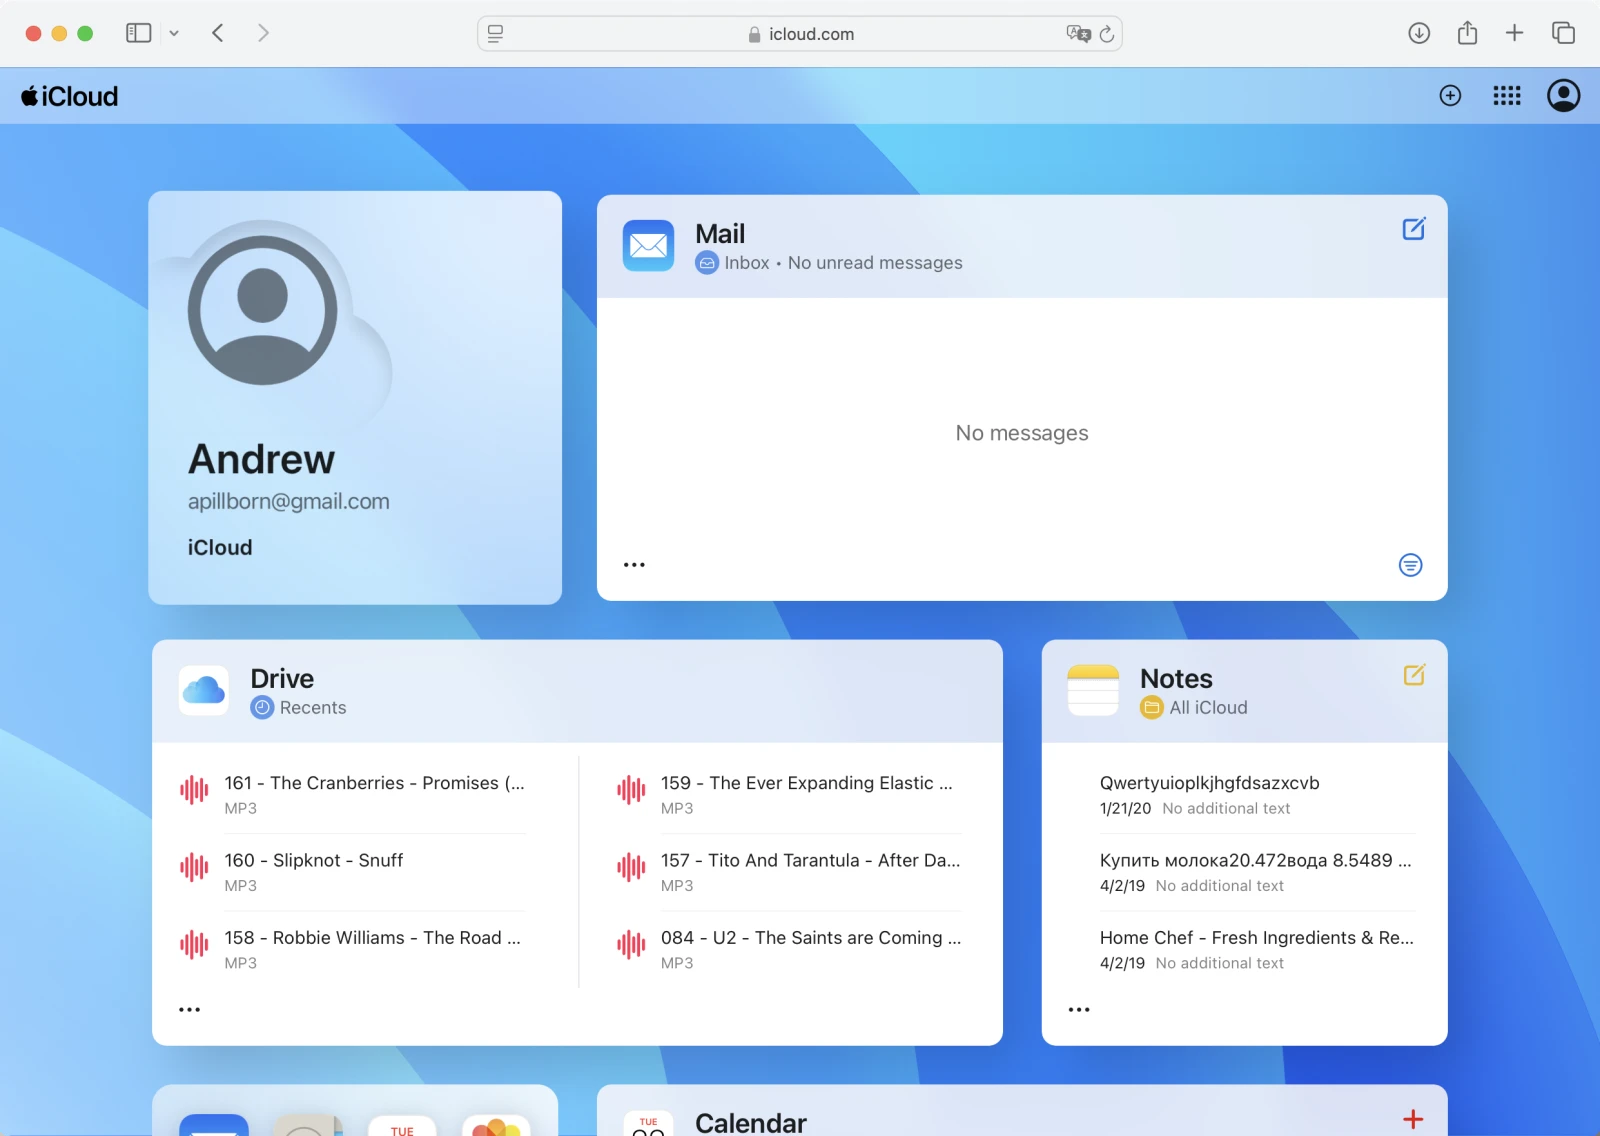 icloud.com
iCloud
Andrew
apillborn@gmail.com
iCloud
Mail
Inbox • No unread messages
No messages
...
Drive
Recents
161 - The Cranberries - Promises (...
MP3
160 - Slipknot - Snuff
MP3
158 - Robbie Williams - The Road ...
MP3
159 - The Ever Expanding Elastic ...
MP3
157 - Tito And Tarantula - After Da...
MP3
084 - U2 - The Saints are Coming ...
MP3
...
Notes
All iCloud
Qwertyuioplkjhgfdsazxcvb
1/21/20 No additional text
Купить молока20.472вода 8.5489 ...
4/2/19 No additional text
Home Chef - Fresh Ingredients & Re...
4/2/19 No additional text
...
TUE
TUE
Calendar